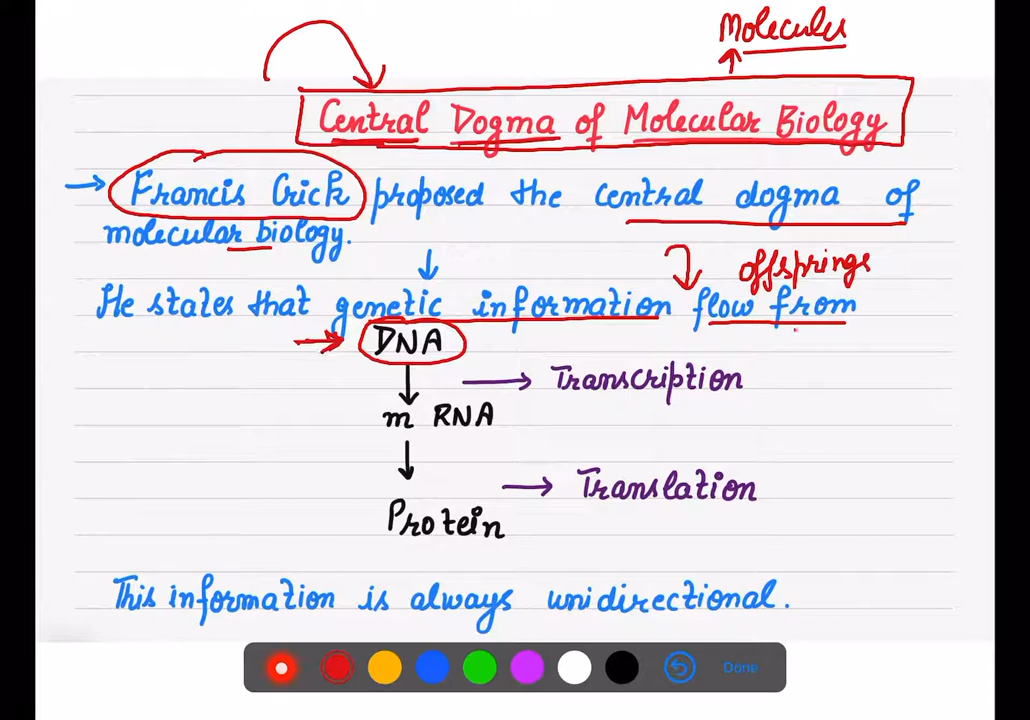 Molecules
Central Dogma of Molecular Biology
Francis Crick proposed the central dogma of
molecular biology.
offsprings
He states that genetic information flow from
DNA
Transcription
m RNA
Translation
Protein
This information is always unidirectional.
Done